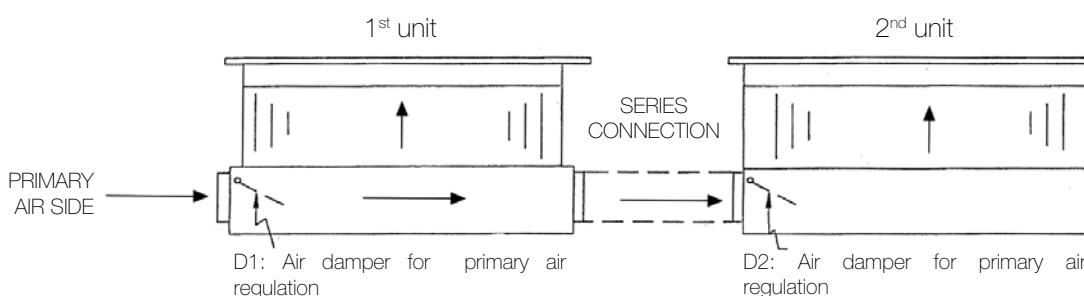 1st unit
2nd unit
SERIES
CONNECTION
PRIMARY
AIR SIDE
D1: Air damper for primary air
regulation
D2: Air damper for primary air
regulation